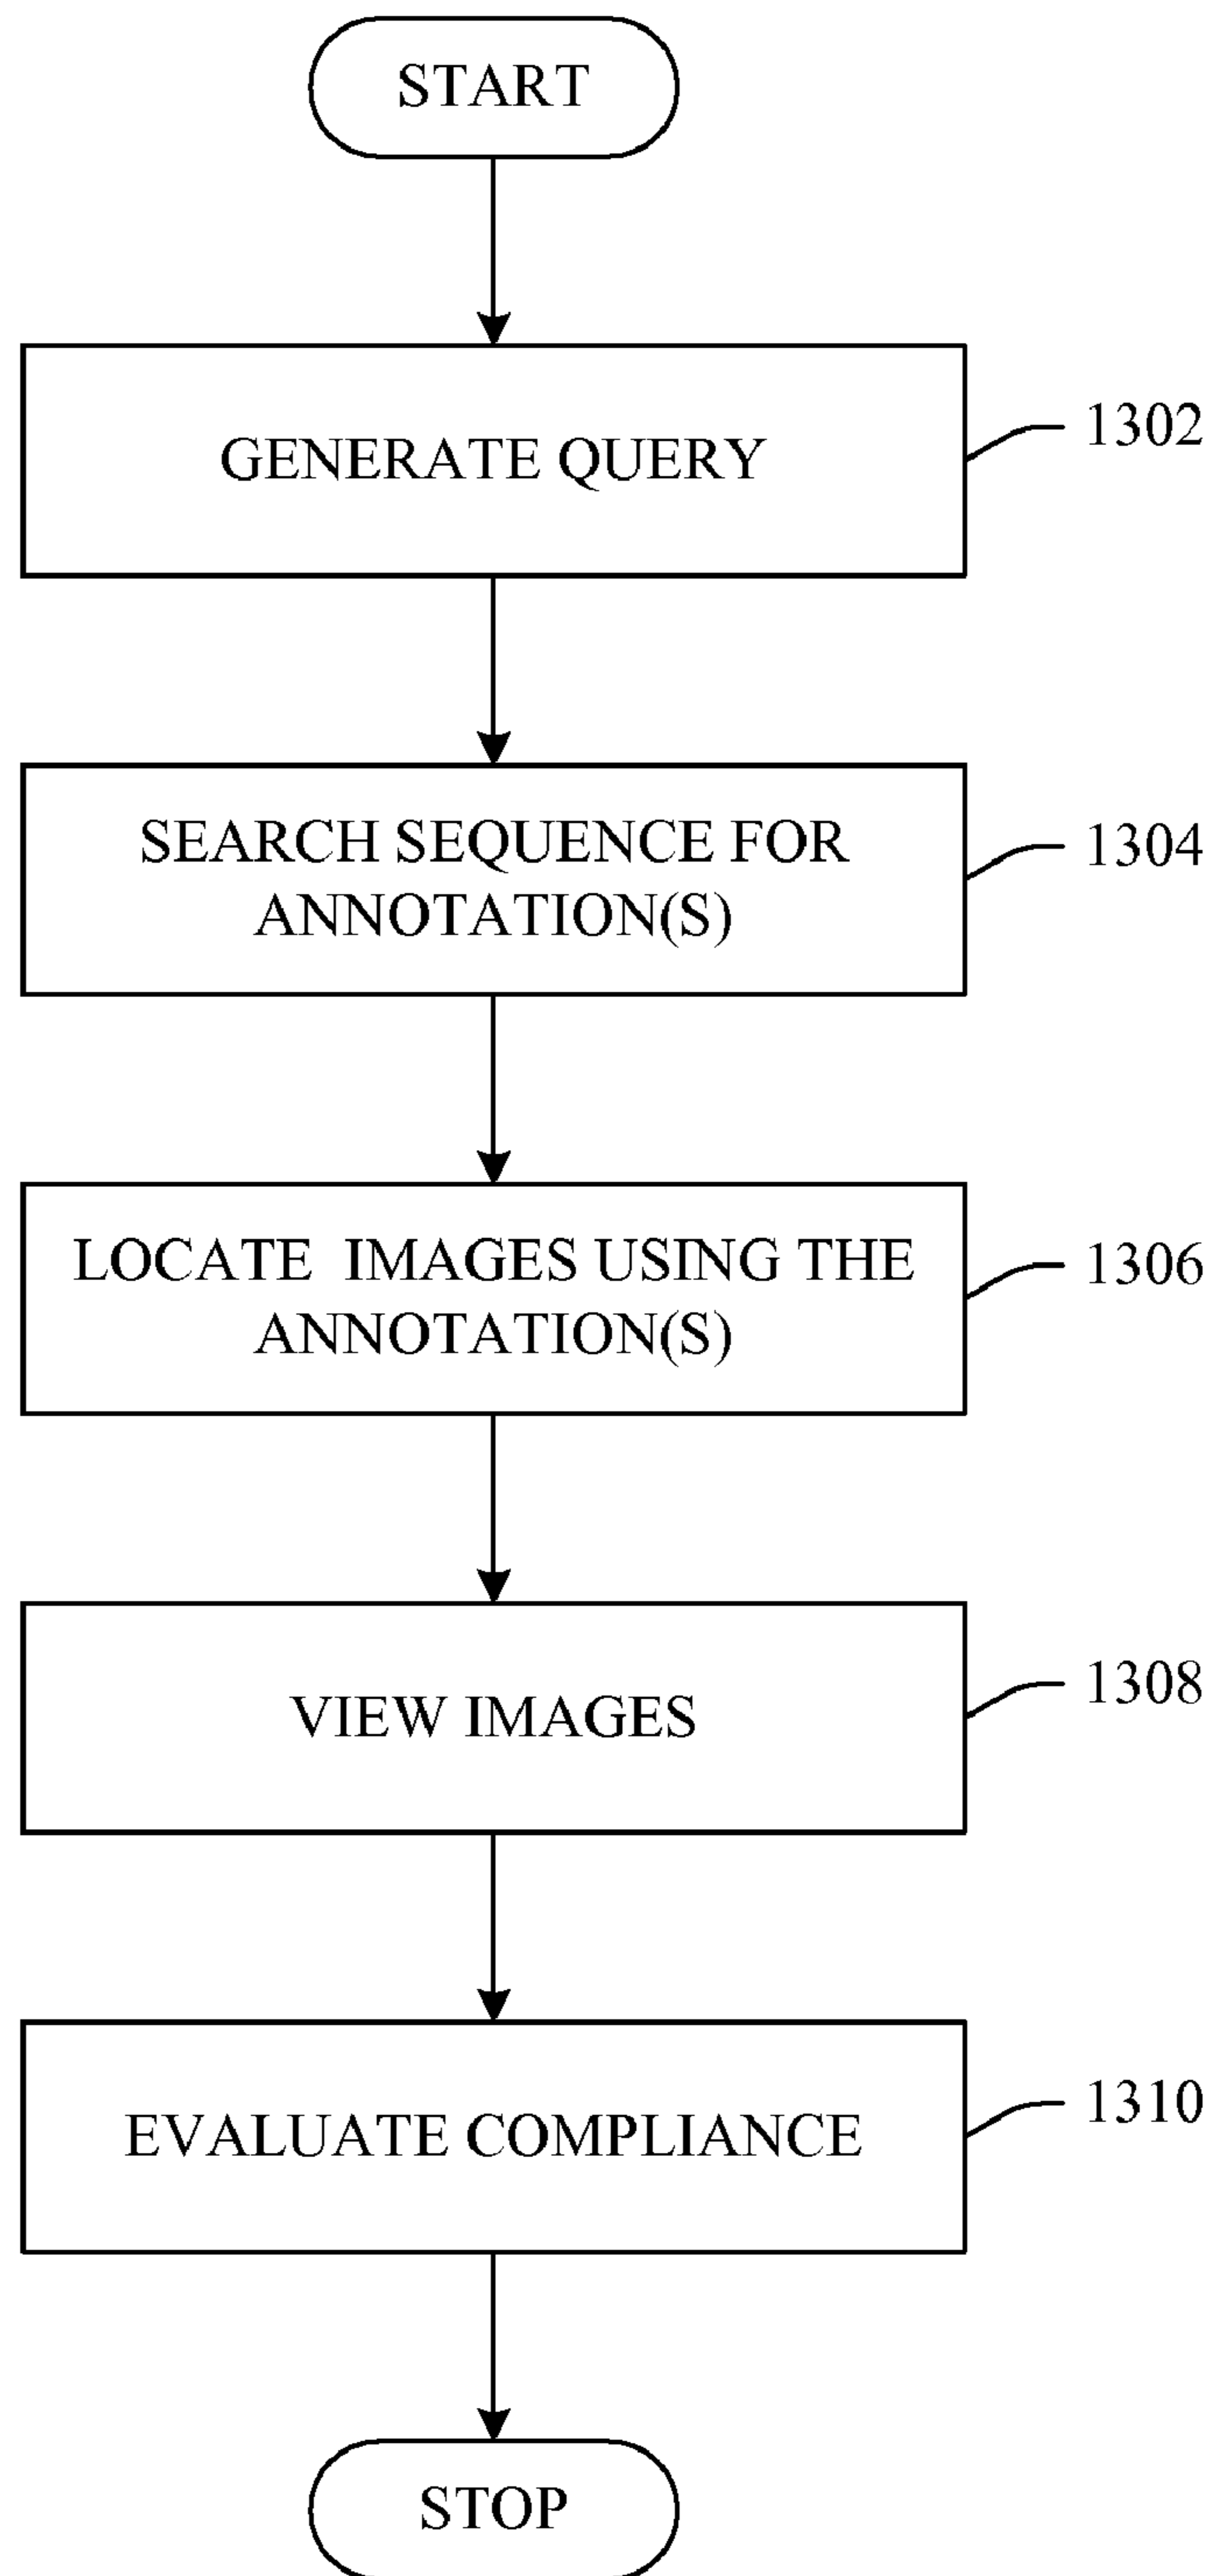 START
GENERATE QUERY
1302
SEARCH SEQUENCE FOR
ANNOTATION(S)
1304
LOCATE IMAGES USING THE
ANNOTATION(S)
1306
VIEW IMAGES
1308
EVALUATE COMPLIANCE
1310
STOP